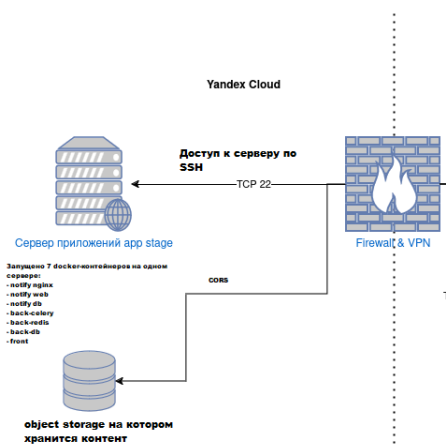 Yandex Cloud
Доступ к серверу по
SSH
TCP 22
Сервер приложений app stage
Firewall & VPN
Запущено 7 docker-контейнеров на одном
сервере:
- notify nginx
- notify web
- notify db
- back-celery
- back-redis
- back-db
- front
CORS
T
object storage на котором
хранится контент